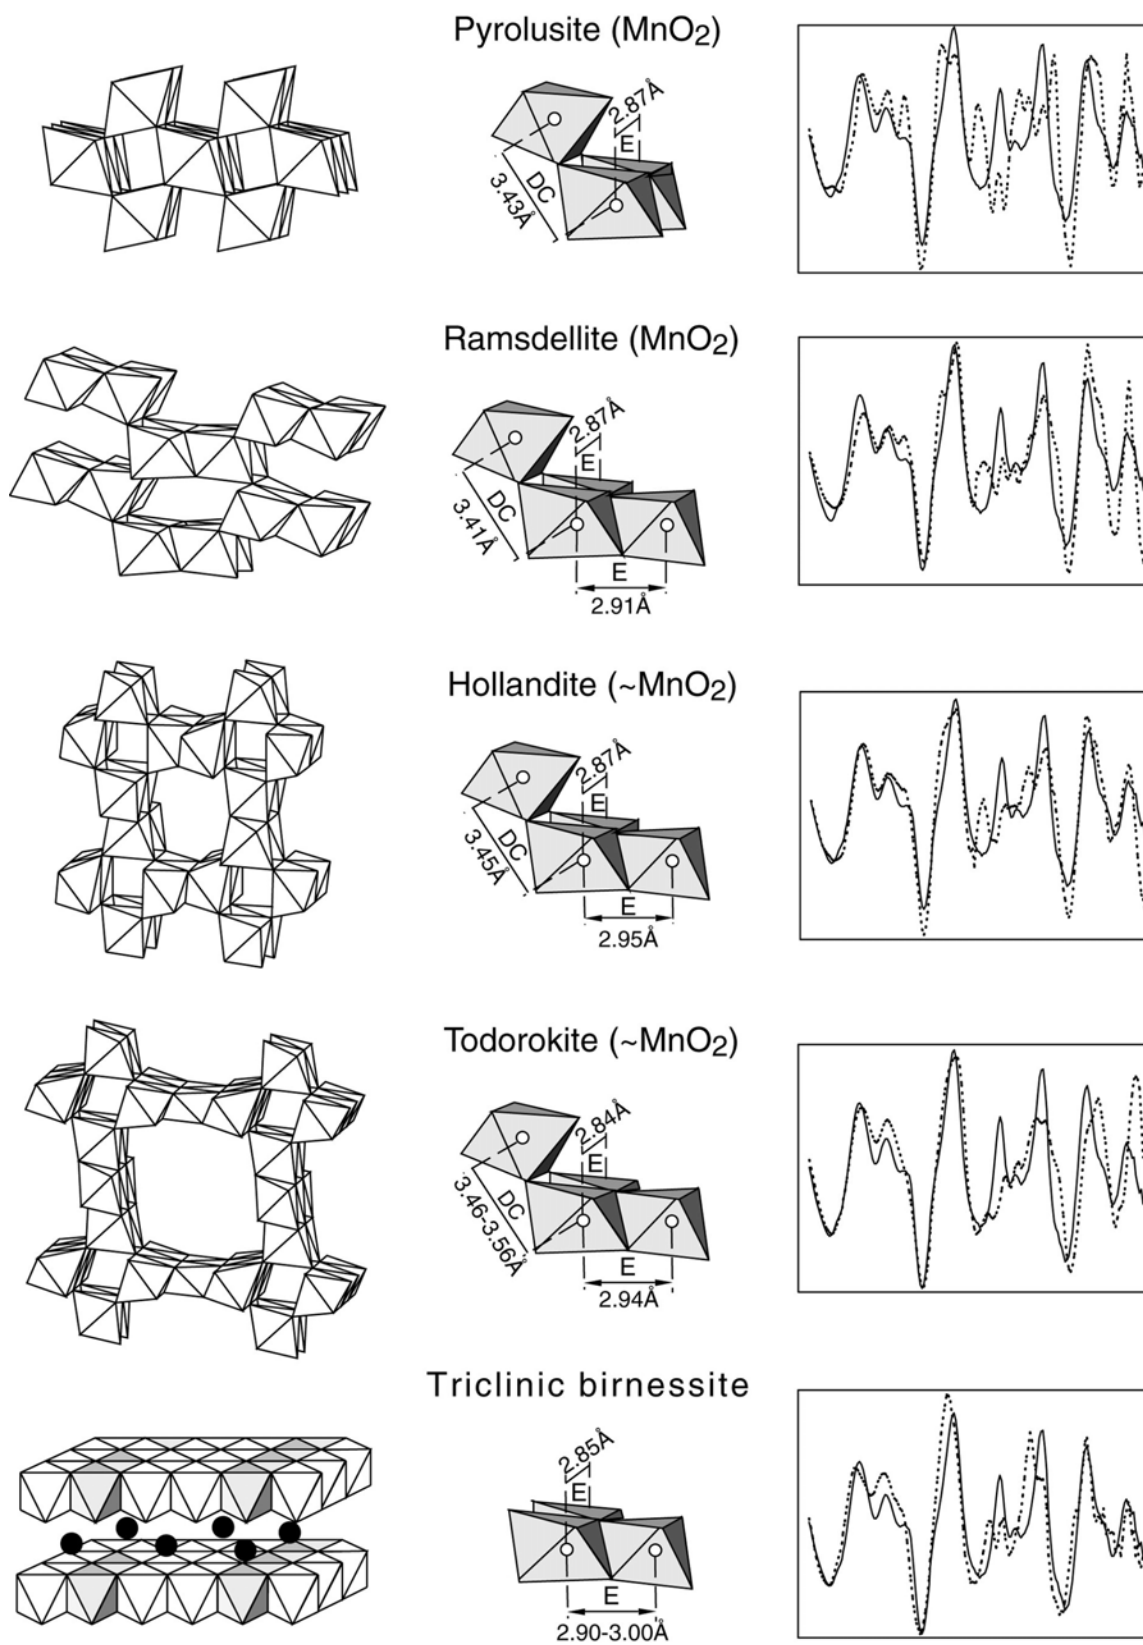 Pyrolusite (MnO2)
2.87Å
E
DC
3.43Å
Ramsdellite (MnO2)
2.87Å
E
DC
3.41Å
E
2.91Å
Hollandite (~MnO2)
2.87Å
E
DC
3.45Å
E
2.95Å
Todorokite (~MnO2)
2.84Å
E
DC
3.46-3.56Å
E
2.94Å
Triclinic birnessite
2.85Å
E
E
2.90-3.00Å